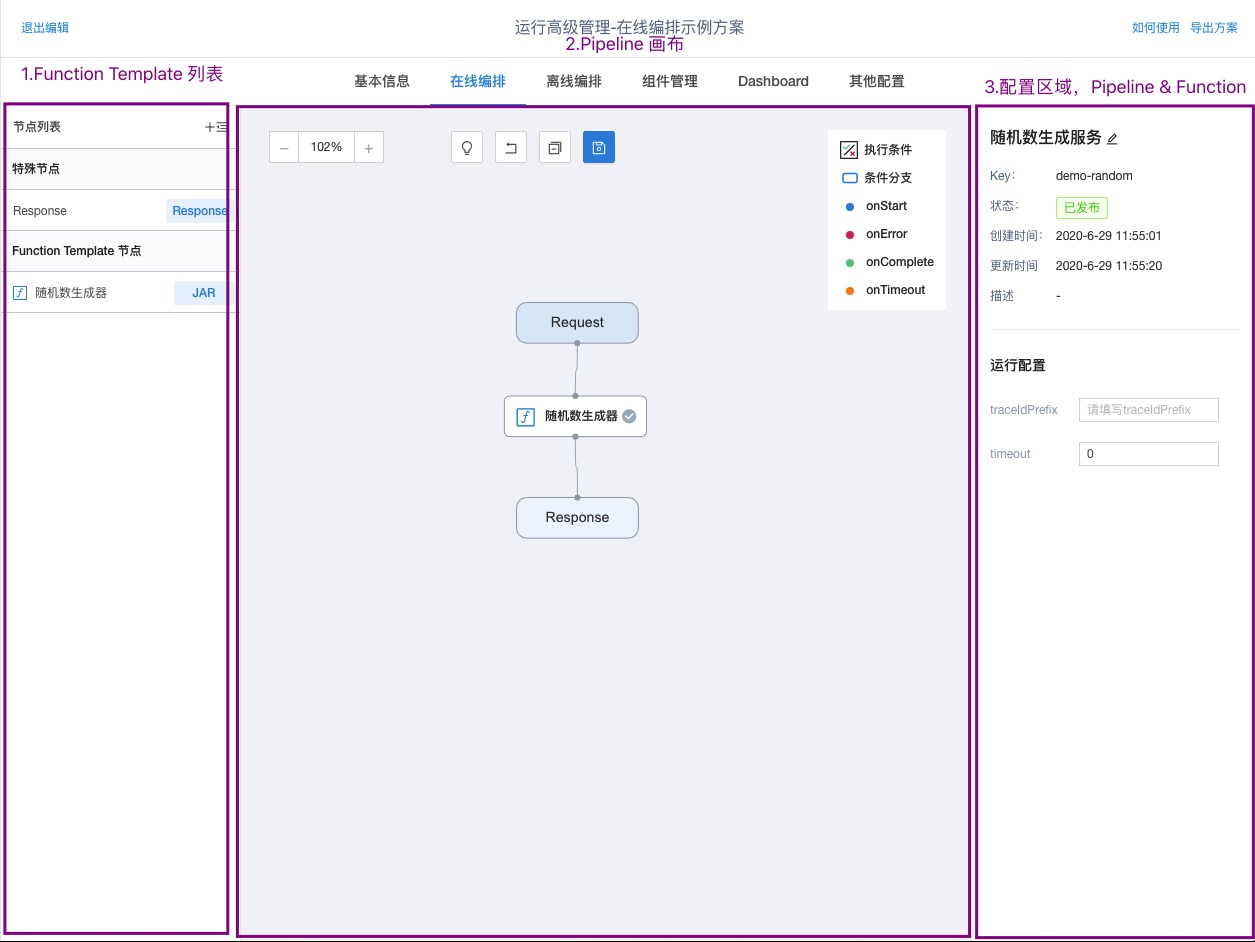 退出编辑
运行高级管理-在线编排示例方案
如何使用 导出方案
2.Pipeline 画布
1.Function Template 列表
基本信息 在线编排 离线编排 组件管理 Dashboard 其他配置
3.配置区域，Pipeline & Function
节点列表
特殊节点
Response Response
Function Template 节点
随机数生成器 JAR
102%
执行条件
条件分支
onStart
onError
onComplete
onTimeout
Request
随机数生成器
Response
随机数生成服务
Key： demo-random
状态： 已发布
创建时间： 2020-6-29 11:55:01
更新时间 2020-6-29 11:55:20
描述 -
运行配置
traceIdPrefix 请填写traceIdPrefix
timeout 0